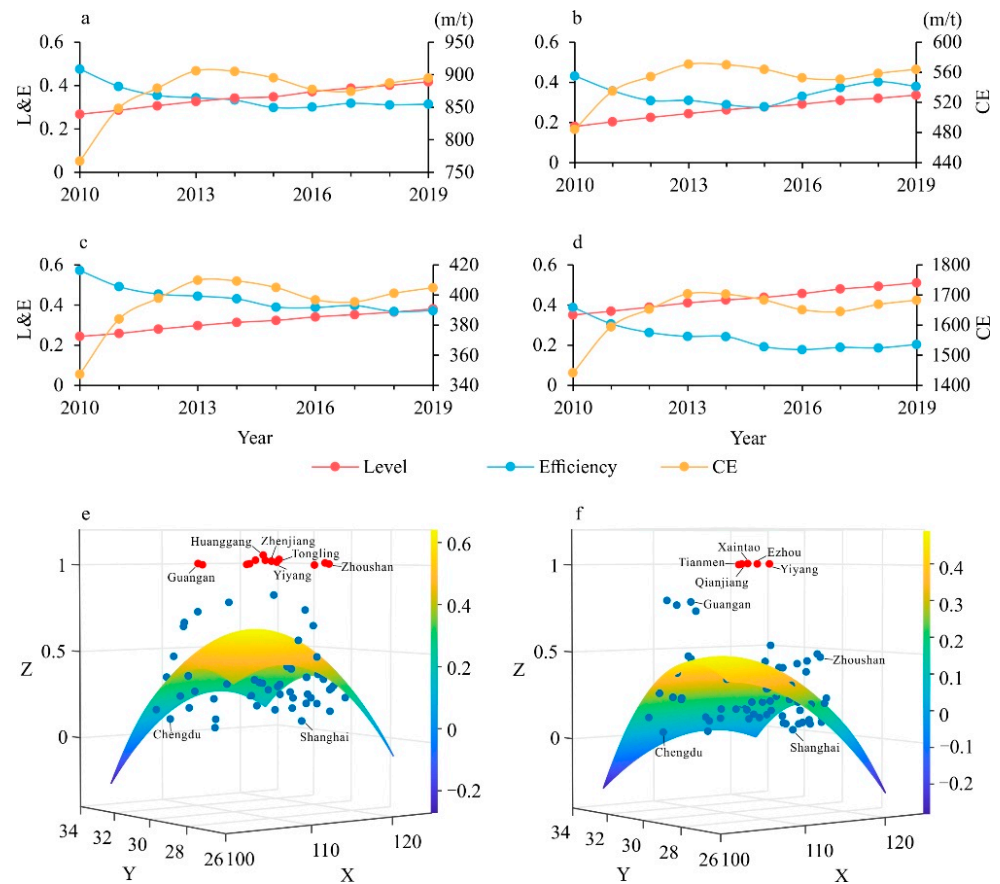 a
(m/t)
b
(m/t)
0.6
950
0.6
600
0.4
900
0.4
560
L&E
850
520
CE
0.2
800
0.2
480
0
750
0
440
2010
2013
2016
2019
2010
2013
2016
2019
c
d
0.6
420
0.6
1800
0.4
400
0.4
1700
L&E
380
1600
CE
0.2
360
0.2
1500
0
340
0
1400
2010
2013
2016
2019
2010
2013
2016
2019
Year
Year
Level
Efficiency
CE
e
f
1
0.5
0
Z
Huanggang
Zhenjiang
Tongling
Guangan
Yiyang
Zhoushan
Chengdu
Shanghai
34
32
30
28
26
100
110
120
Y
X
0.6
0.4
0.2
0
−0.2
1
0.5
0
Z
Xaintao
Ezhou
Tianmen
Yiyang
Qianjiang
Guangan
Zhoushan
Chengdu
Shanghai
34
32
30
28
26
100
110
120
Y
X
0.4
0.3
0.2
0.1
0
−0.1
−0.2